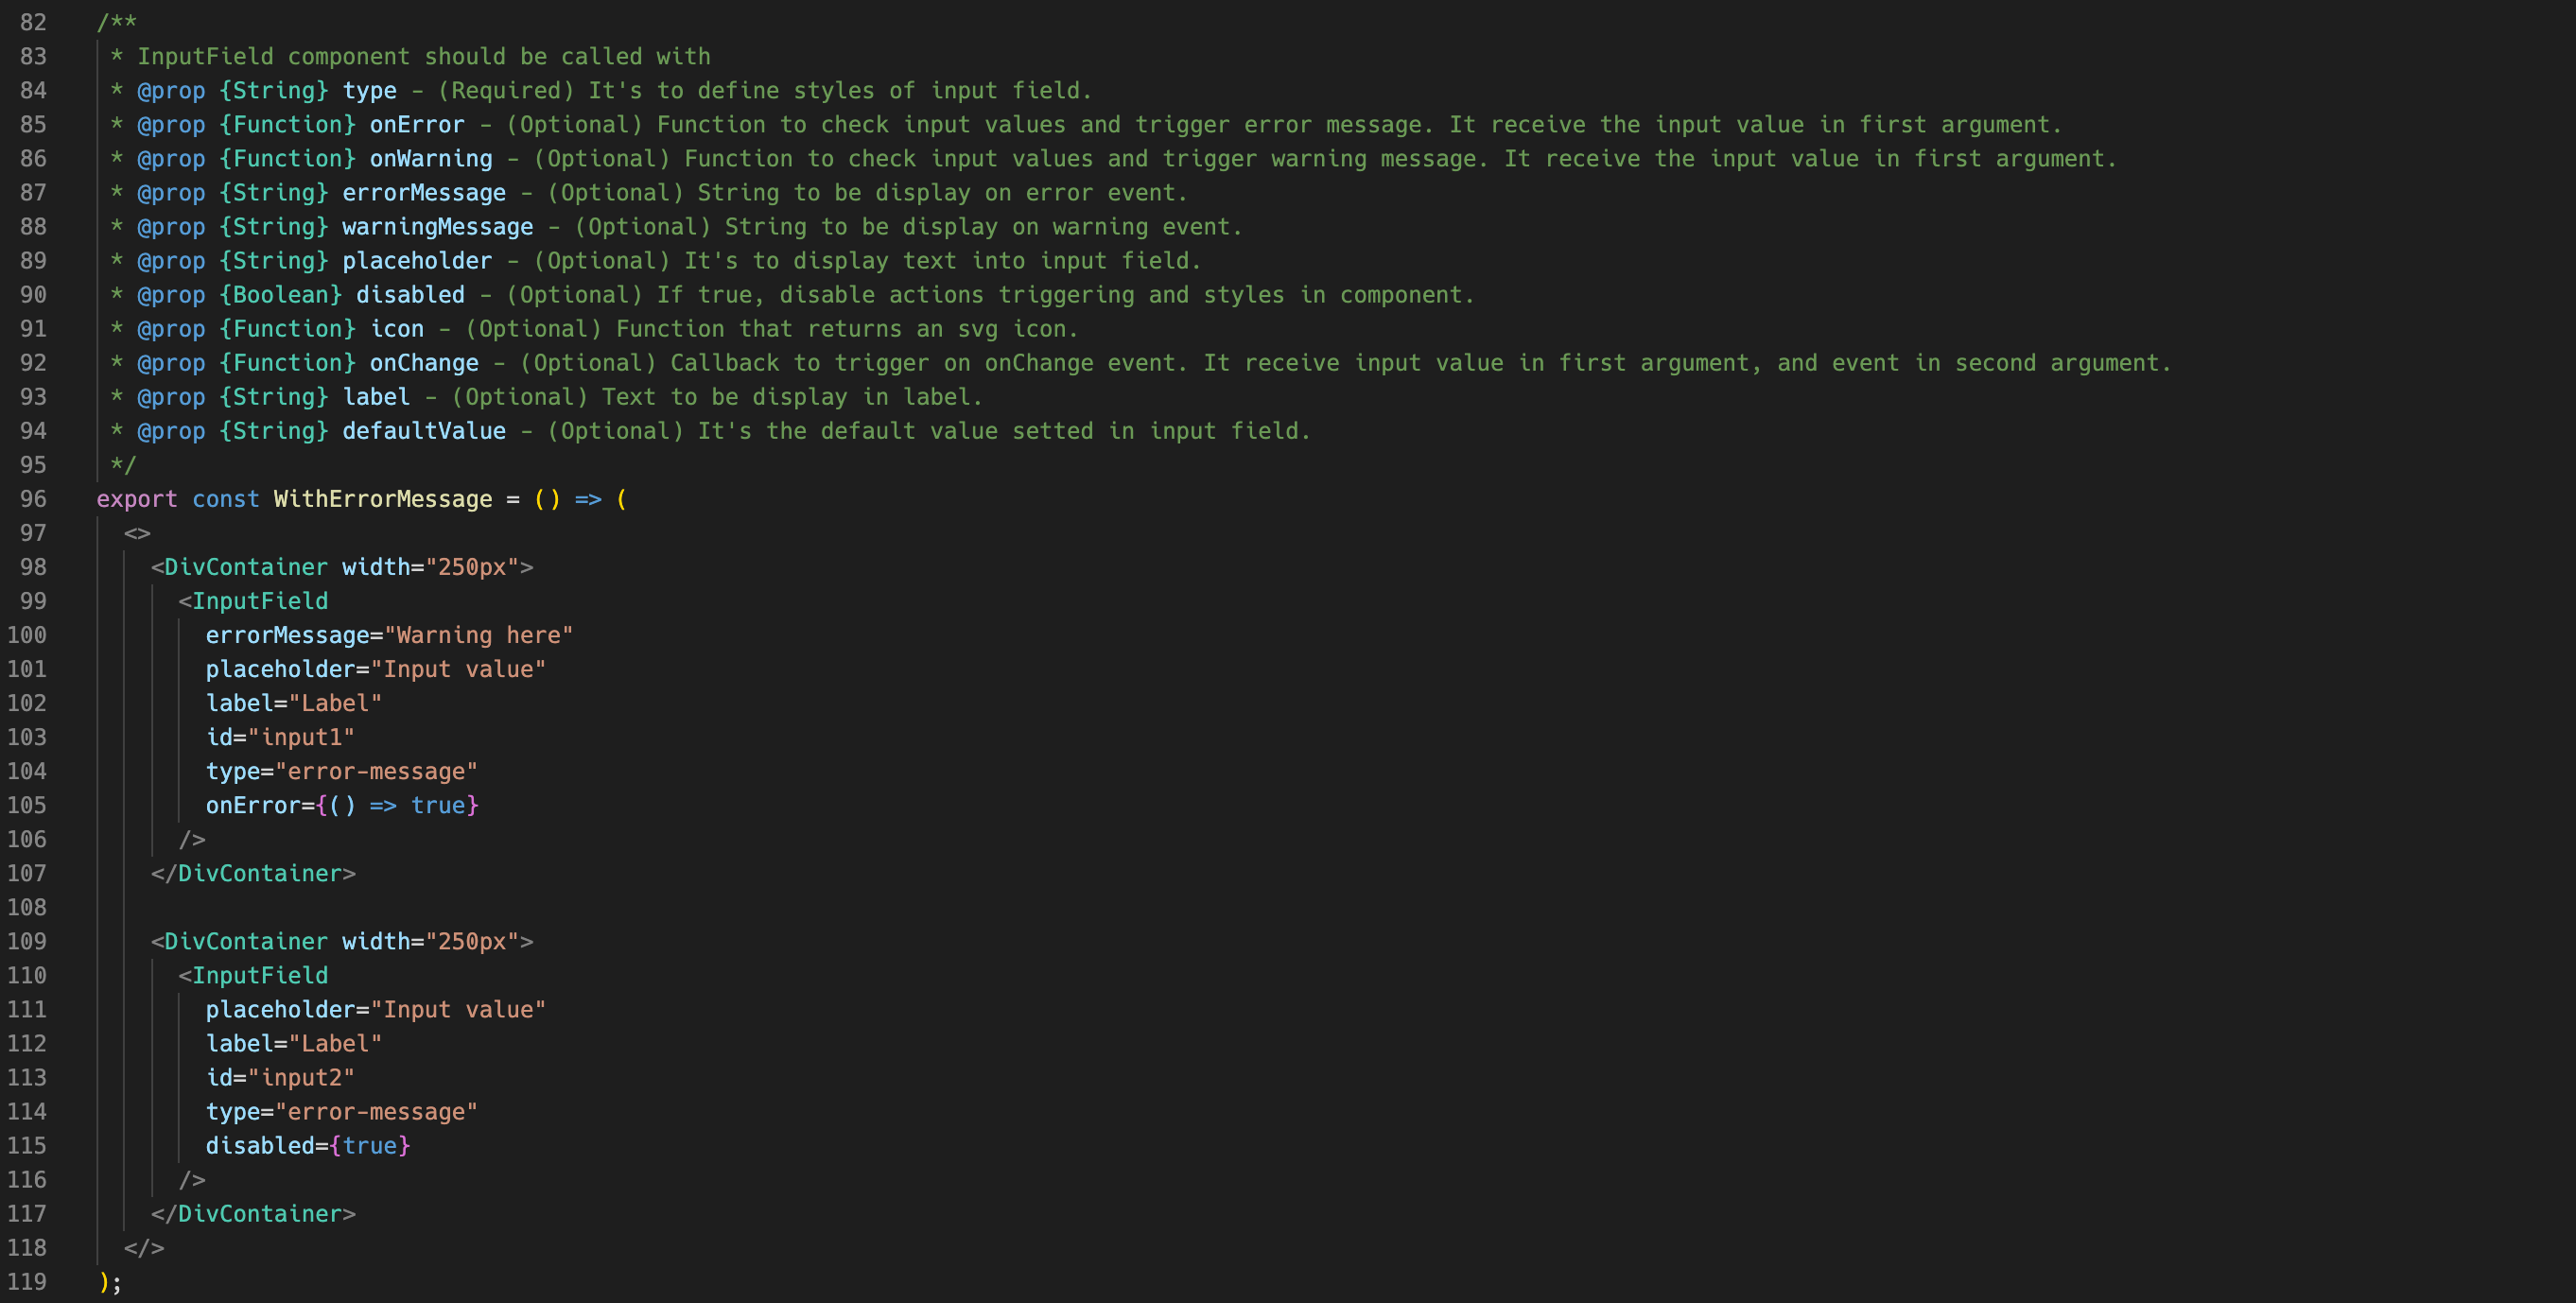 82 /**
83 * InputField component should be called with
84 * @prop {String} type - (Required) It's to define styles of input field.
85 * @prop {Function} onError - (Optional) Function to check input values and trigger error message. It receive the input value in first argument.
86 * @prop {Function} onWarning - (Optional) Function to check input values and trigger warning message. It receive the input value in first argument.
87 * @prop {String} errorMessage - (Optional) String to be display on error event.
88 * @prop {String} warningMessage - (Optional) String to be display on warning event.
89 * @prop {String} placeholder - (Optional) It's to display text into input field.
90 * @prop {Boolean} disabled - (Optional) If true, disable actions triggering and styles in component.
91 * @prop {Function} icon - (Optional) Function that returns an svg icon.
92 * @prop {Function} onChange - (Optional) Callback to trigger on onChange event. It receive input value in first argument, and event in second argument.
93 * @prop {String} label - (Optional) Text to be display in label.
94 * @prop {String} defaultValue - (Optional) It's the default value setted in input field.
95 */
96 export const WithErrorMessage = () => (
97 <>
98 <DivContainer width="250px">
99 <InputField
100 errorMessage="Warning here"
101 placeholder="Input value"
102 label="Label"
103 id="input1"
104 type="error-message"
105 onError={() => true}
106 />
107 </DivContainer>
108
109 <DivContainer width="250px">
110 <InputField
111 placeholder="Input value"
112 label="Label"
113 id="input2"
114 type="error-message"
115 disabled={true}
116 />
117 </DivContainer>
118 </>
119 );